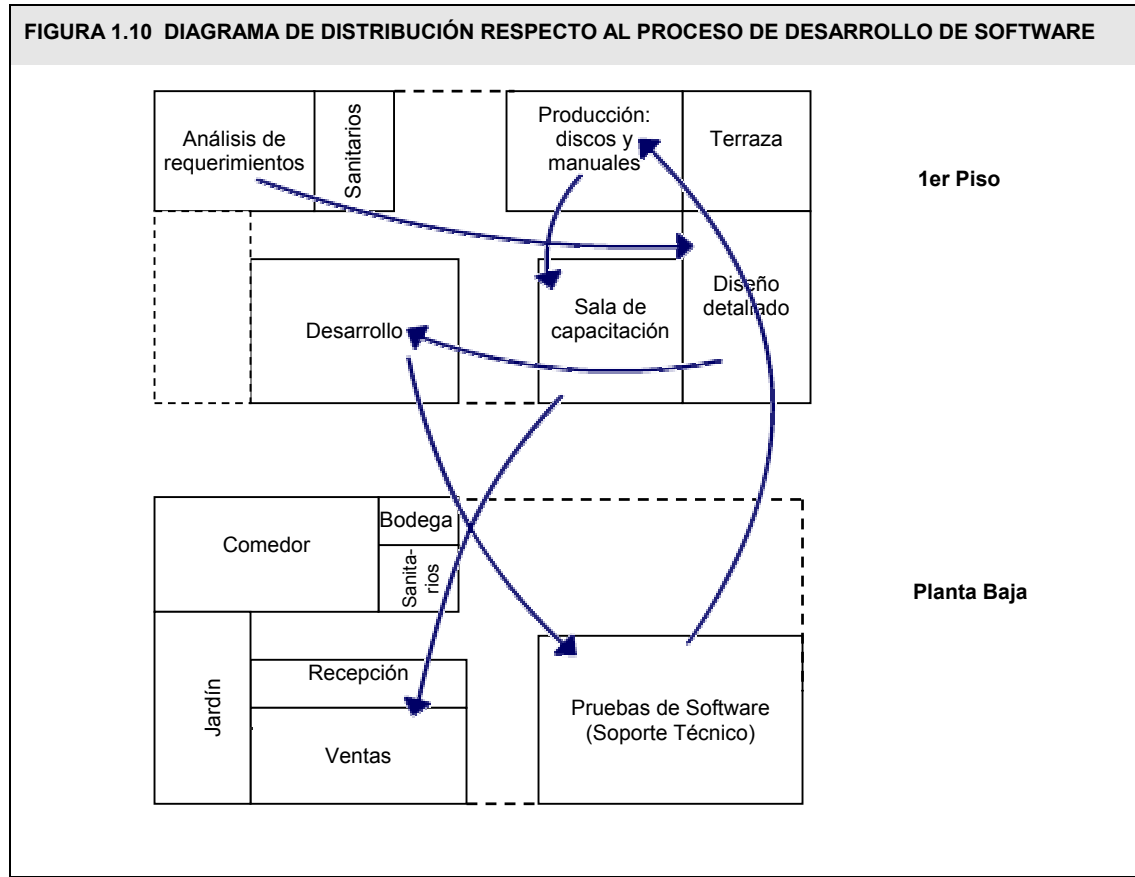 FIGURA 1.10 DIAGRAMA DE DISTRIBUCIÓN RESPECTO AL PROCESO DE DESARROLLO DE SOFTWARE
Análisis de
requerimientos
Sanitarios
Producción:
discos y
manuales
Terraza
1er Piso
Desarrollo
Sala de
capacitación
Diseño
detallado
Comedor
Bodega
Sanita-
rios
Planta Baja
Jardín
Recepción
Ventas
Pruebas de Software
(Soporte Técnico)